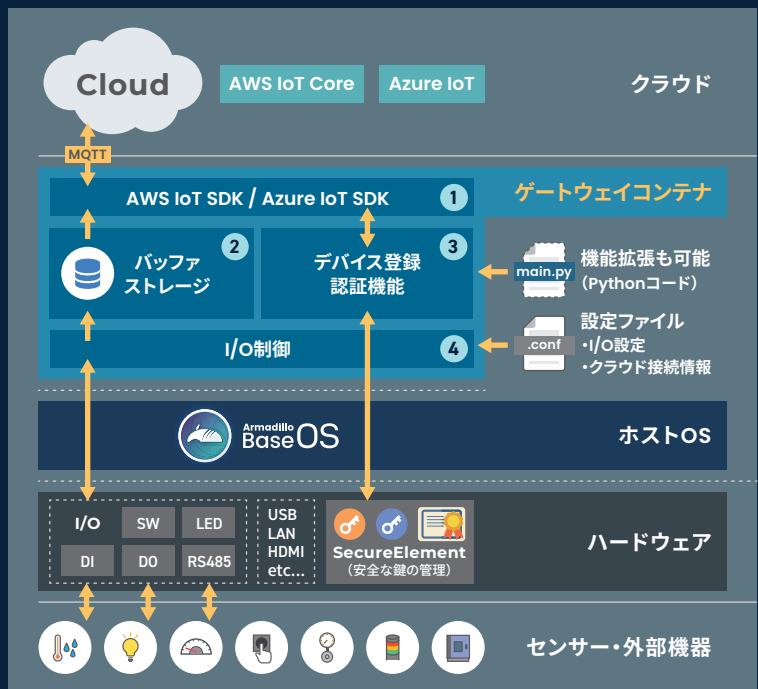 Cloud
AWS IoT Core
Azure IoT
クラウド
MQTT
ゲートウェイコンテナ
AWS IoT SDK / Azure IoT SDK
1
バッファ
ストレージ
2
デバイス登録
認証機能
3
main.py
機能拡張も可能
（Pythonコード）
I/O制御
4
.conf
設定ファイル
・I/O設定
・クラウド接続情報
Armadillo
Base OS
ホストOS
I/O
SW
LED
DI
DO
RS485
USB
LAN
HDMI
etc...
SecureElement
（安全な鍵の管理）
ハードウェア
センサー・外部機器